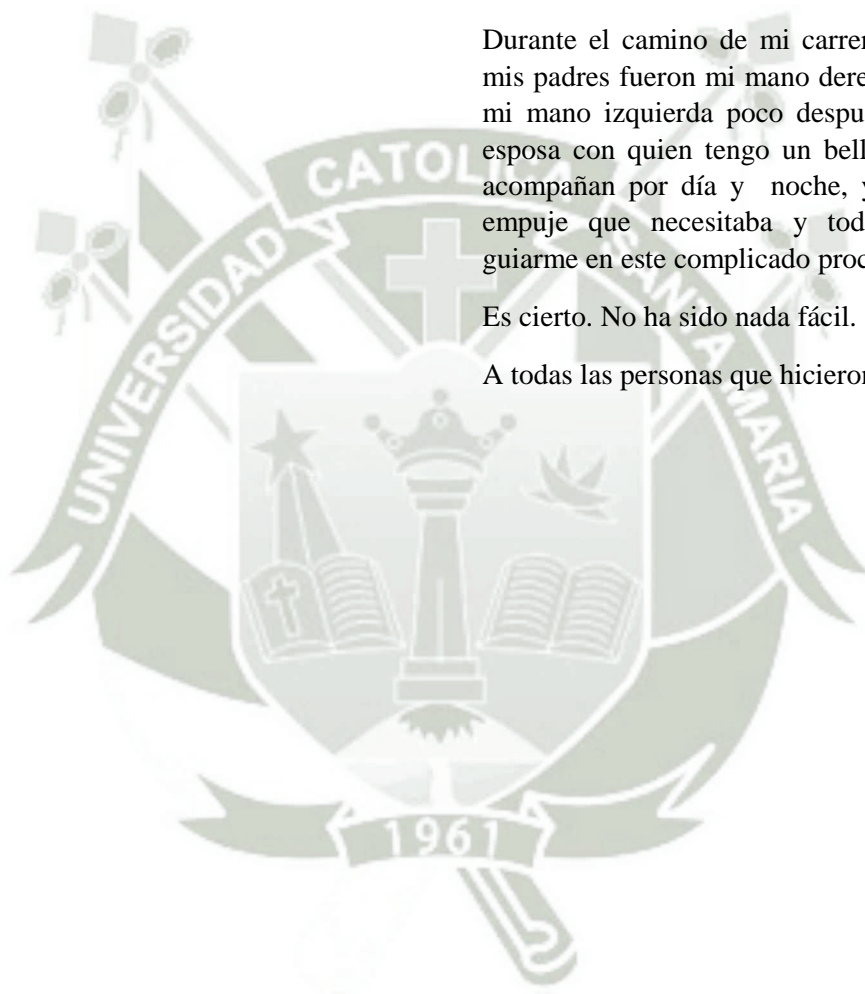 Durante el camino de mi carrer
mis padres fueron mi mano dere
mi mano izquierda poco despu
esposa con quien tengo un bell
acompañan por día y noche, y
empuje que necesitaba y tod
guiarme en este complicado proc
Es cierto. No ha sido nada fácil.
A todas las personas que hiciero
UNIVERSIDAD CATOLICA SANTA MARIA
1961